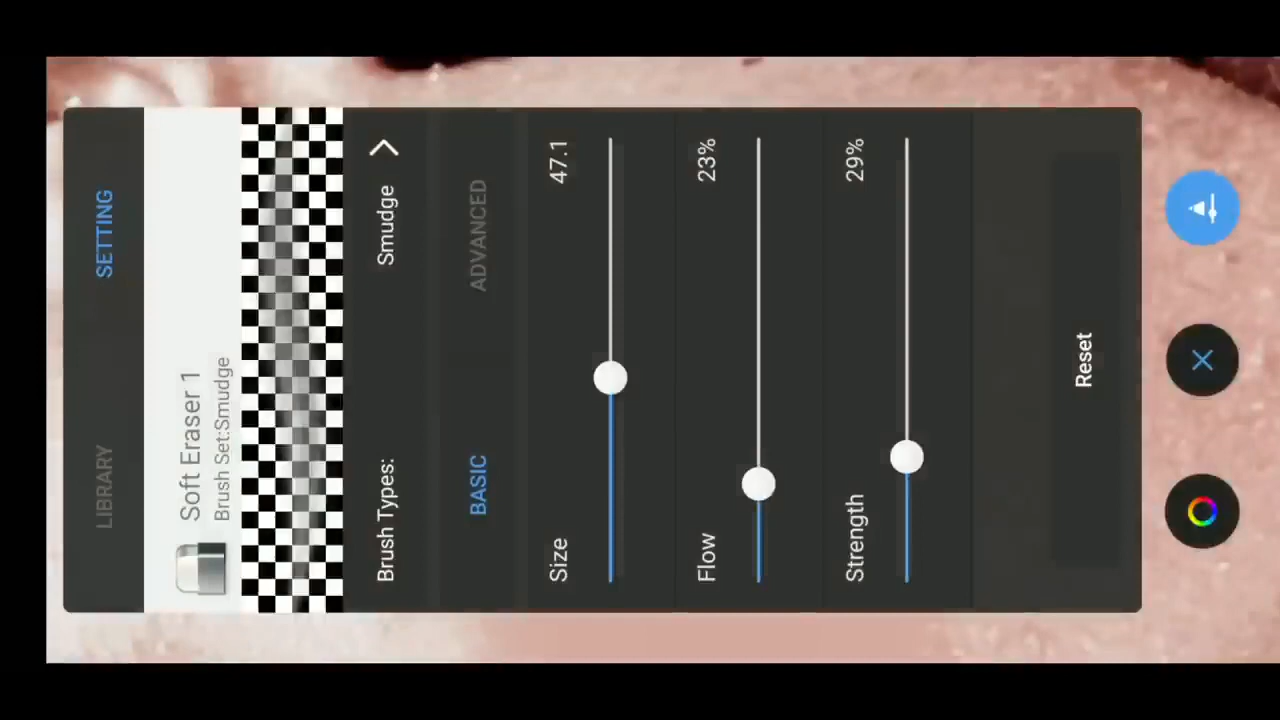 LIBRARY SETTING
Soft Eraser 1
Brush Set:Smudge
Brush Types: Smudge
BASIC ADVANCED
Size 47.1
Flow 23%
Strength 29%
Reset